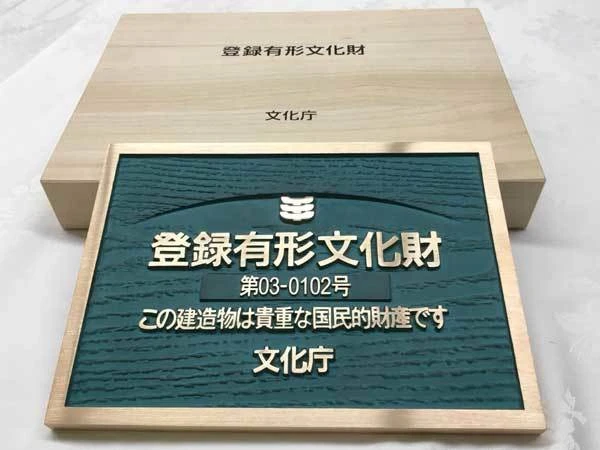 登録有形文化財
文化庁
登録有形文化財
第03-0102号
この建造物は貴重な国民的財産です
文化庁